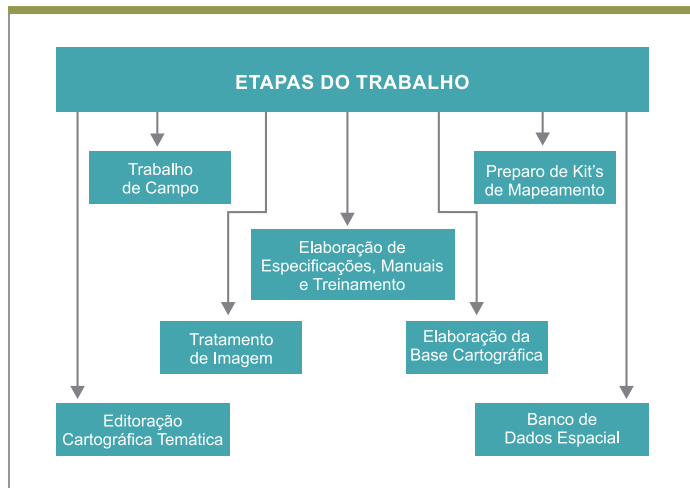 ETAPAS DO TRABALHO
Trabalho
de Campo
Preparo de Kit's
de Mapeamento
Elaboração de
Especificações, Manuais
e Treinamento
Tratamento
de Imagem
Elaboração da
Base Cartográfica
Editoração
Cartográfica Temática
Banco de
Dados Espacial